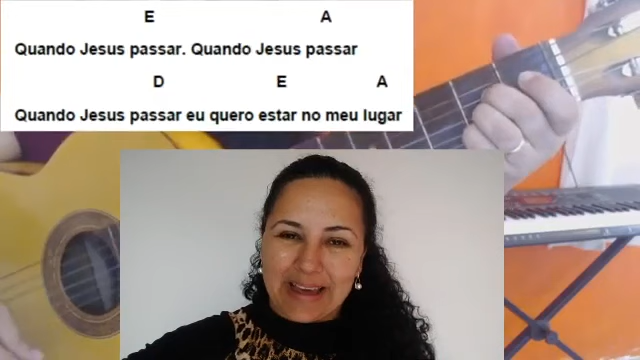 E A
Quando Jesus passar. Quando Jesus passar
D E A
Quando Jesus passar eu quero estar no meu lugar